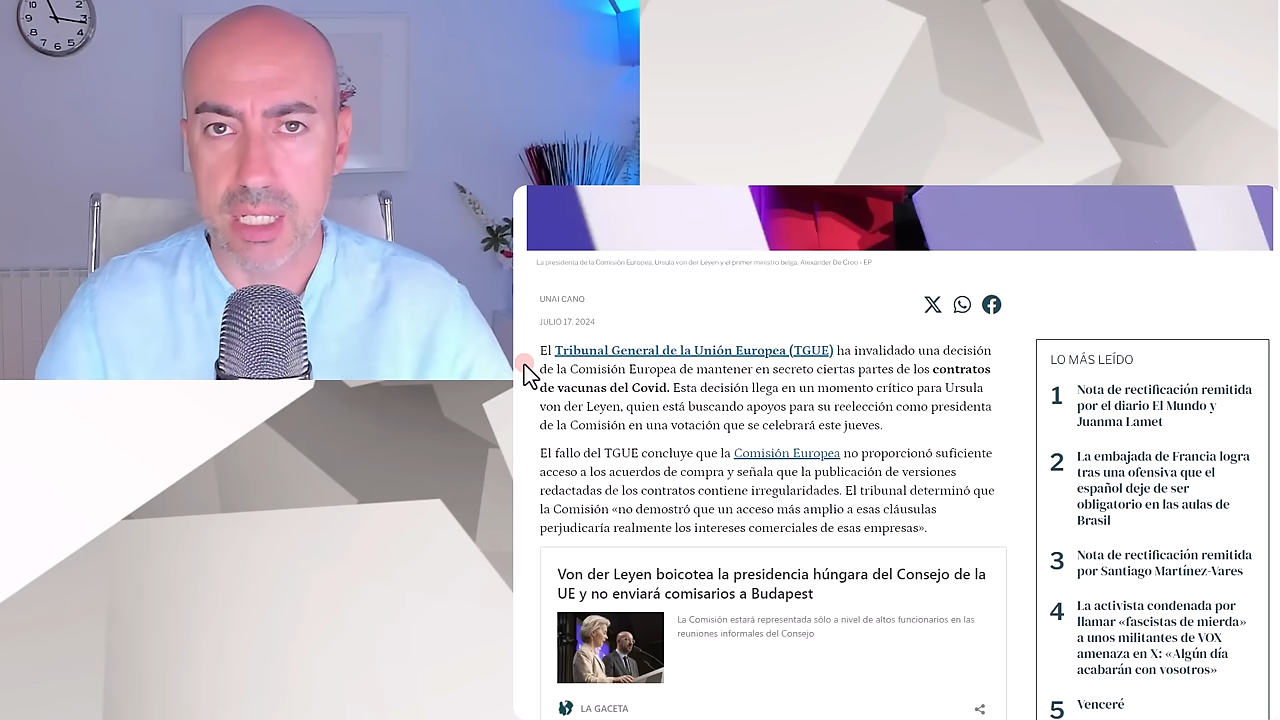 10 2
9 3
8 4
7 6 5
La presidenta de la Comisión Europea, Ursula von der Leyen y el primer ministro belga, Alexander De Croo - EP
UNAI CANO
JULIO 17, 2024
El Tribunal General de la Unión Europea (TGUE) ha invalidado una decisión
de la Comisión Europea de mantener en secreto ciertas partes de los contratos
de vacunas del Covid. Esta decisión llega en un momento crítico para Ursula
von der Leyen, quien está buscando apoyos para su reelección como presidenta
de la Comisión en una votación que se celebrará este jueves.
El fallo del TGUE concluye que la Comisión Europea no proporcionó suficiente
acceso a los acuerdos de compra y señala que la publicación de versiones
redactadas de los contratos contiene irregularidades. El tribunal determinó que
la Comisión «no demostró que un acceso más amplio a esas cláusulas
perjudicaría realmente los intereses comerciales de esas empresas».
Von der Leyen boicotea la presidencia húngara del Consejo de la
UE y no enviará comisarios a Budapest
La Comisión estará representada sólo a nivel de altos funcionarios en las
reuniones informales del Consejo
LA GACETA
LO MÁS LEÍDO
1 Nota de rectificación remitida
por el diario El Mundo y
Juanma Lamet
2 La embajada de Francia logra
tras una ofensiva que el
español deje de ser
obligatorio en las aulas de
Brasil
3 Nota de rectificación remitida
por Santiago Martínez-Vares
4 La activista condenada por
llamar «fascistas de mierda»
a unos militantes de VOX
amenaza en X: «Algún día
acabarán con vosotros»
5 Venceré